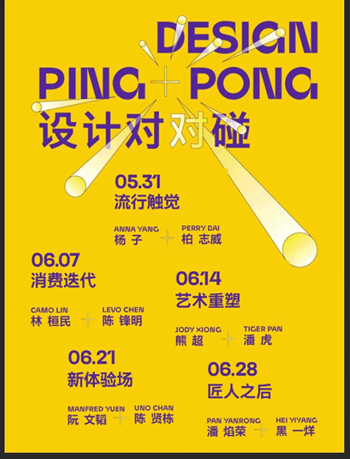 DESIGN
PING + PONG
设计对对碰
05.31
流行触觉
ANNA YANG + PERRY BAI
杨 子 柏 志威
06.07
消费迭代
CAMO LIN + LEVO CHEN
林 桓民 陈 锋明
06.14
艺术重塑
JODY XIONG + TIGER PAN
熊 超 潘 虎
06.21
新体验场
MANFRED YUEN + UNO CHAN
阮 文韬 陈 贤栋
06.28
匠人之后
PAN YANRONG + HEI YIYANG
潘 焰荣 黑 一烊